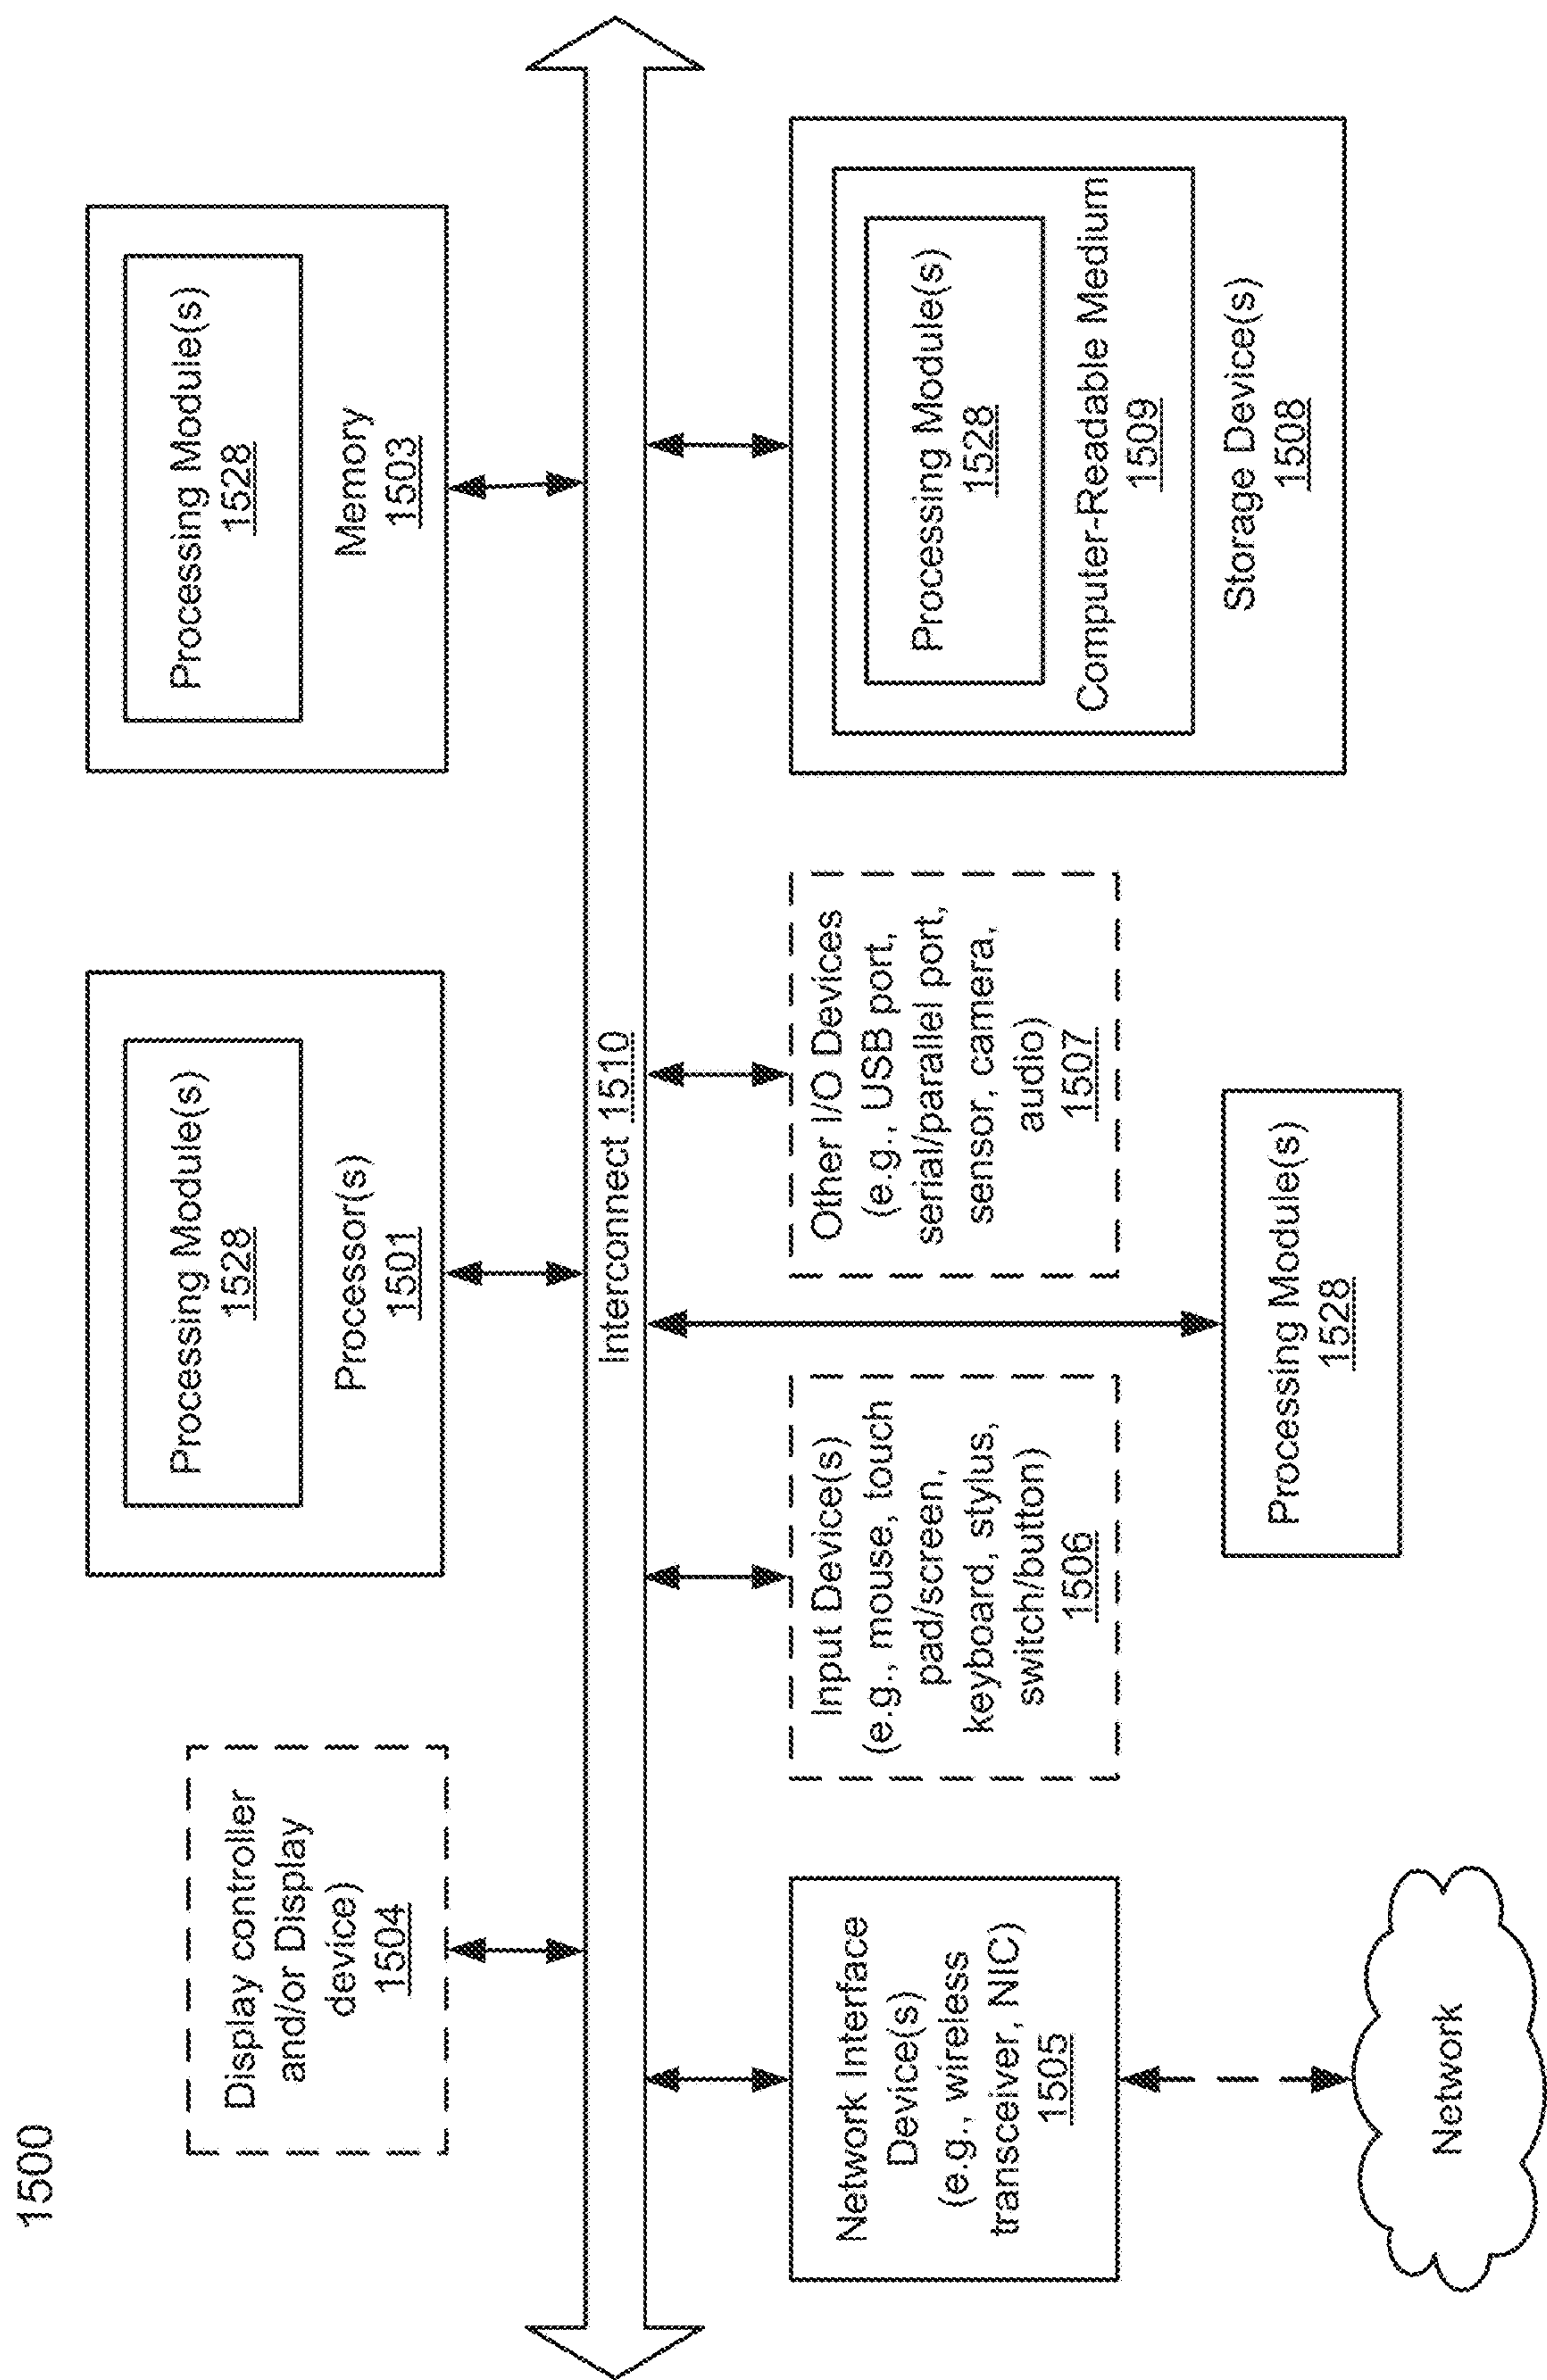 1500
Display controller
and/or Display
device)
1504
Processing Module(s)
1528
Processor(s)
1501
Processing Module(s)
1528
Memory
1503
Interconnect 1510
Network Interface
Device(s)
(e.g., wireless
transceiver, NIC)
1505
Input Device(s)
(e.g., mouse, touch
pad/screen,
keyboard, stylus,
switch/button)
1506
Other I/O Devices
(e.g., USB port,
serial/parallel port,
sensor, camera,
audio)
1507
Processing Module(s)
1528
Computer-Readable Medium
1509
Storage Device(s)
1508
Processing Module(s)
1528
Network